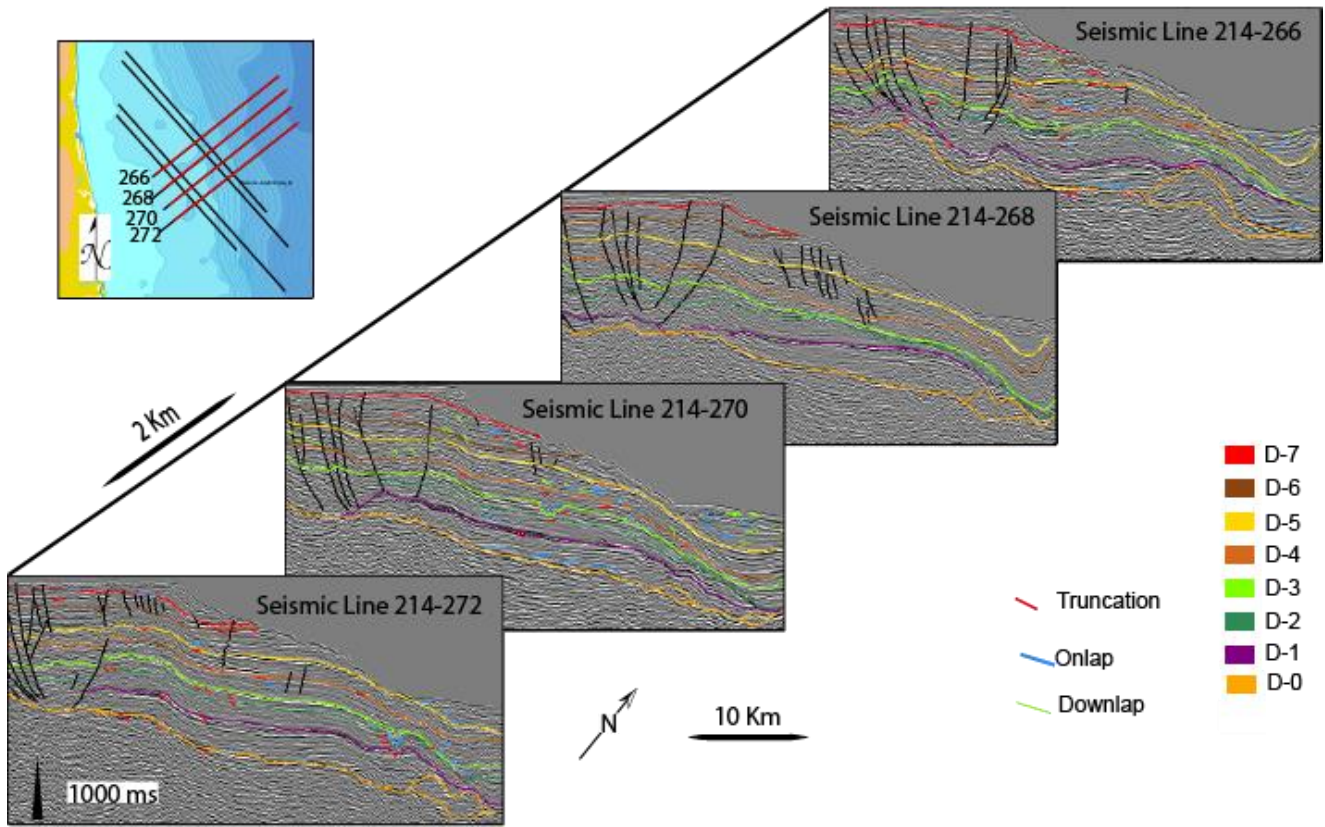 Seismic Line 214-266
266
268
270
272
N
Seismic Line 214-268
2 Km
Seismic Line 214-270
D-7
D-6
D-5
D-4
D-3
D-2
D-1
D-0
Truncation
Onlap
Downlap
Seismic Line 214-272
N
10 Km
1000 ms